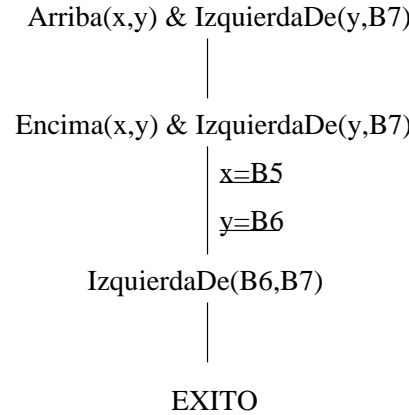 Arriba(x,y) & IzquierdaDe(y,B7)
Encima(x,y) & IzquierdaDe(y,B7)
x=B5
y=B6
IzquierdaDe(B6,B7)
EXITO